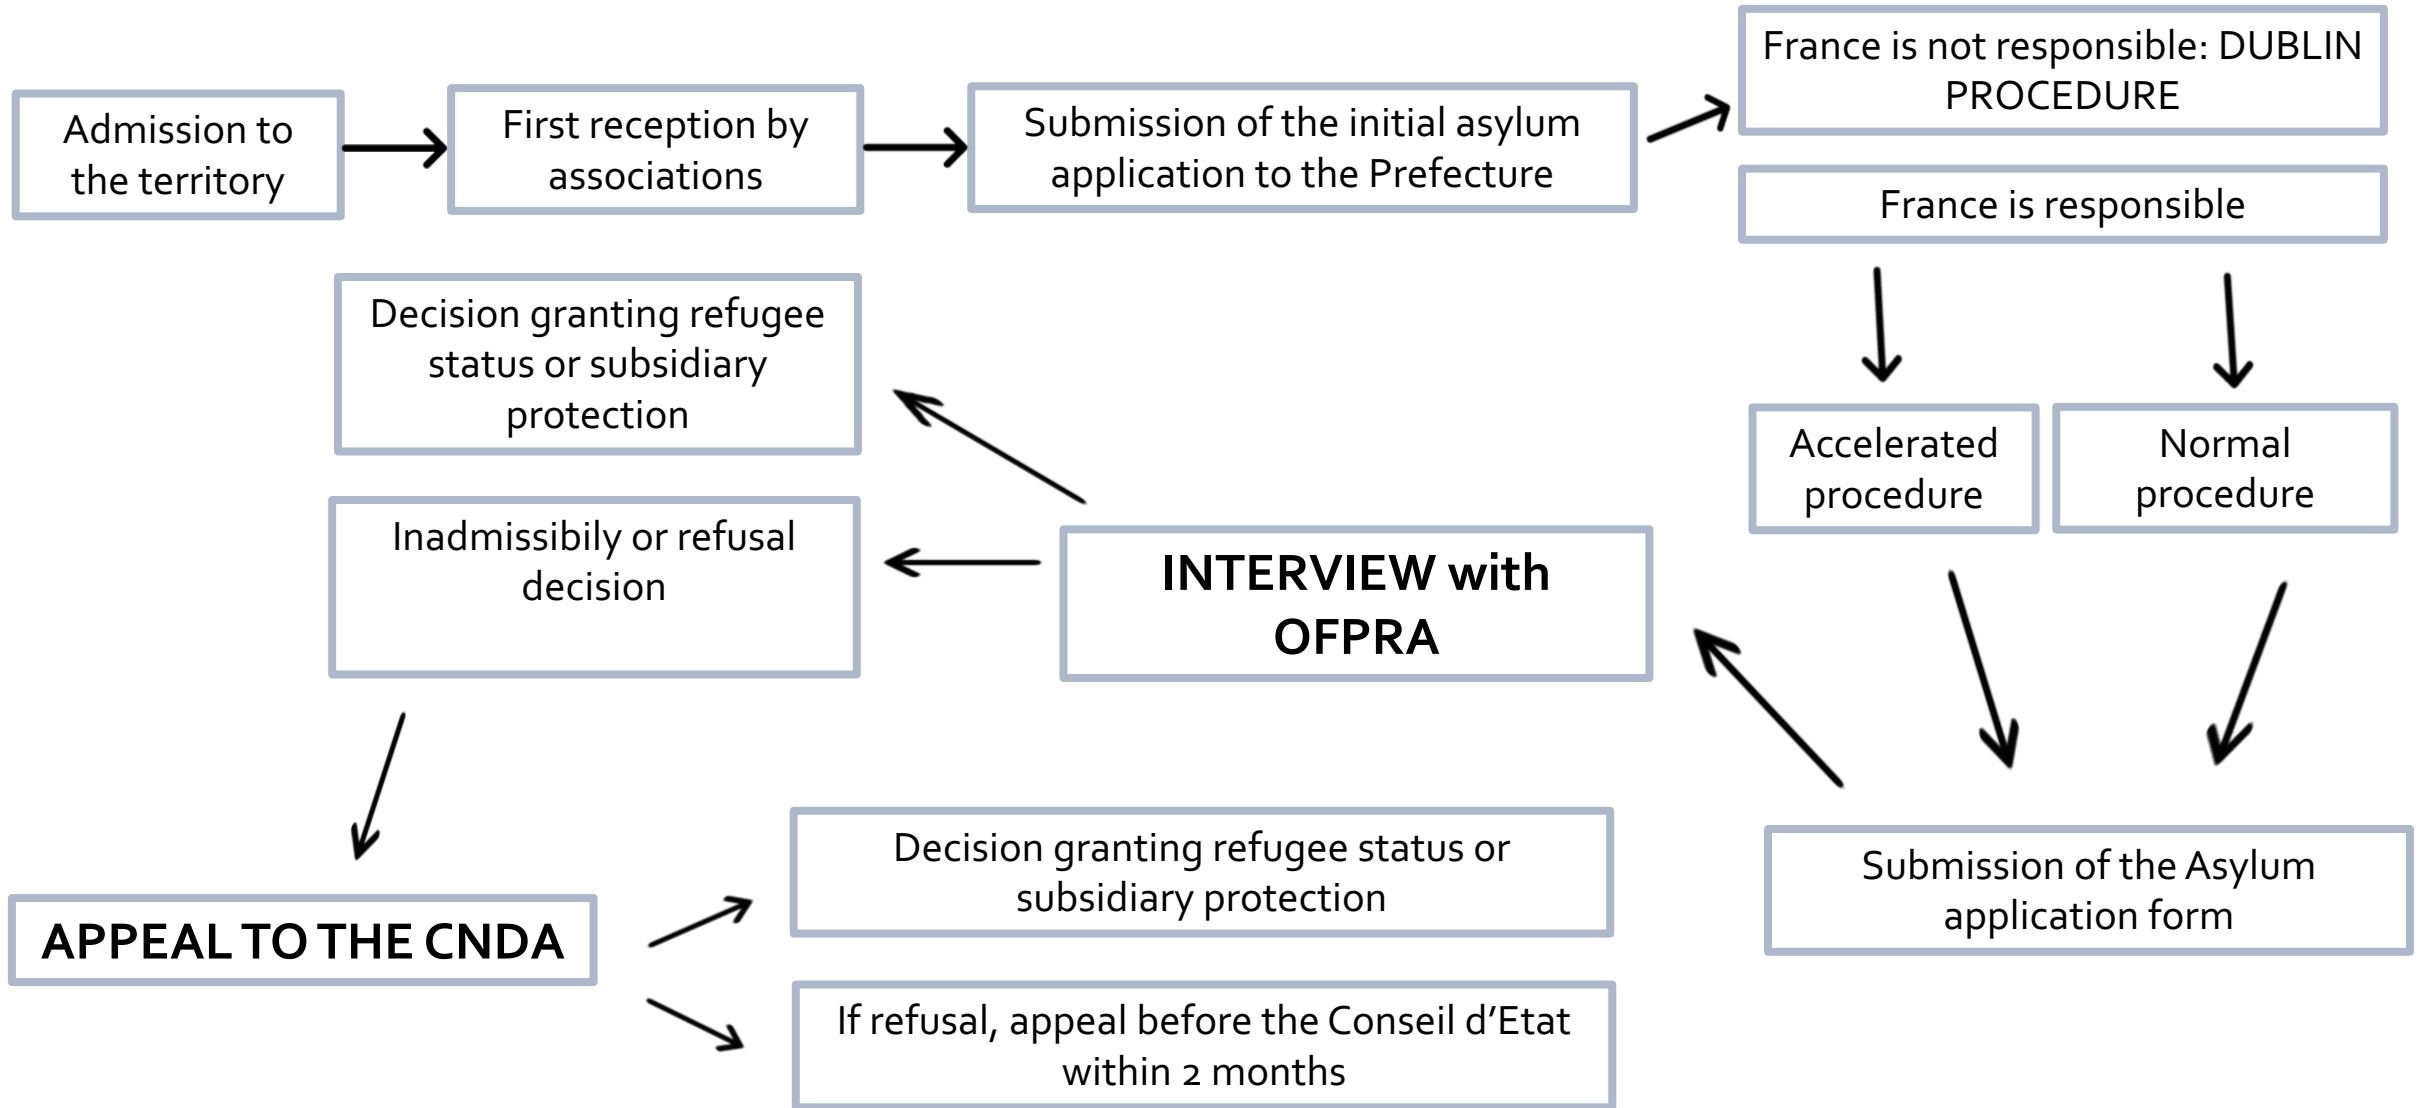 Admission to
the territory
First reception by
associations
Submission of the initial asylum
application to the Prefecture
France is not responsible: DUBLIN
PROCEDURE
France is responsible
Accelerated
procedure
Normal
procedure
Submission of the Asylum
application form
INTERVIEW with
OFPRA
Decision granting refugee
status or subsidiary
protection
Inadmissibily or refusal
decision
APPEAL TO THE CNDA
Decision granting refugee status or
subsidiary protection
If refusal, appeal before the Conseil d’Etat
within 2 months